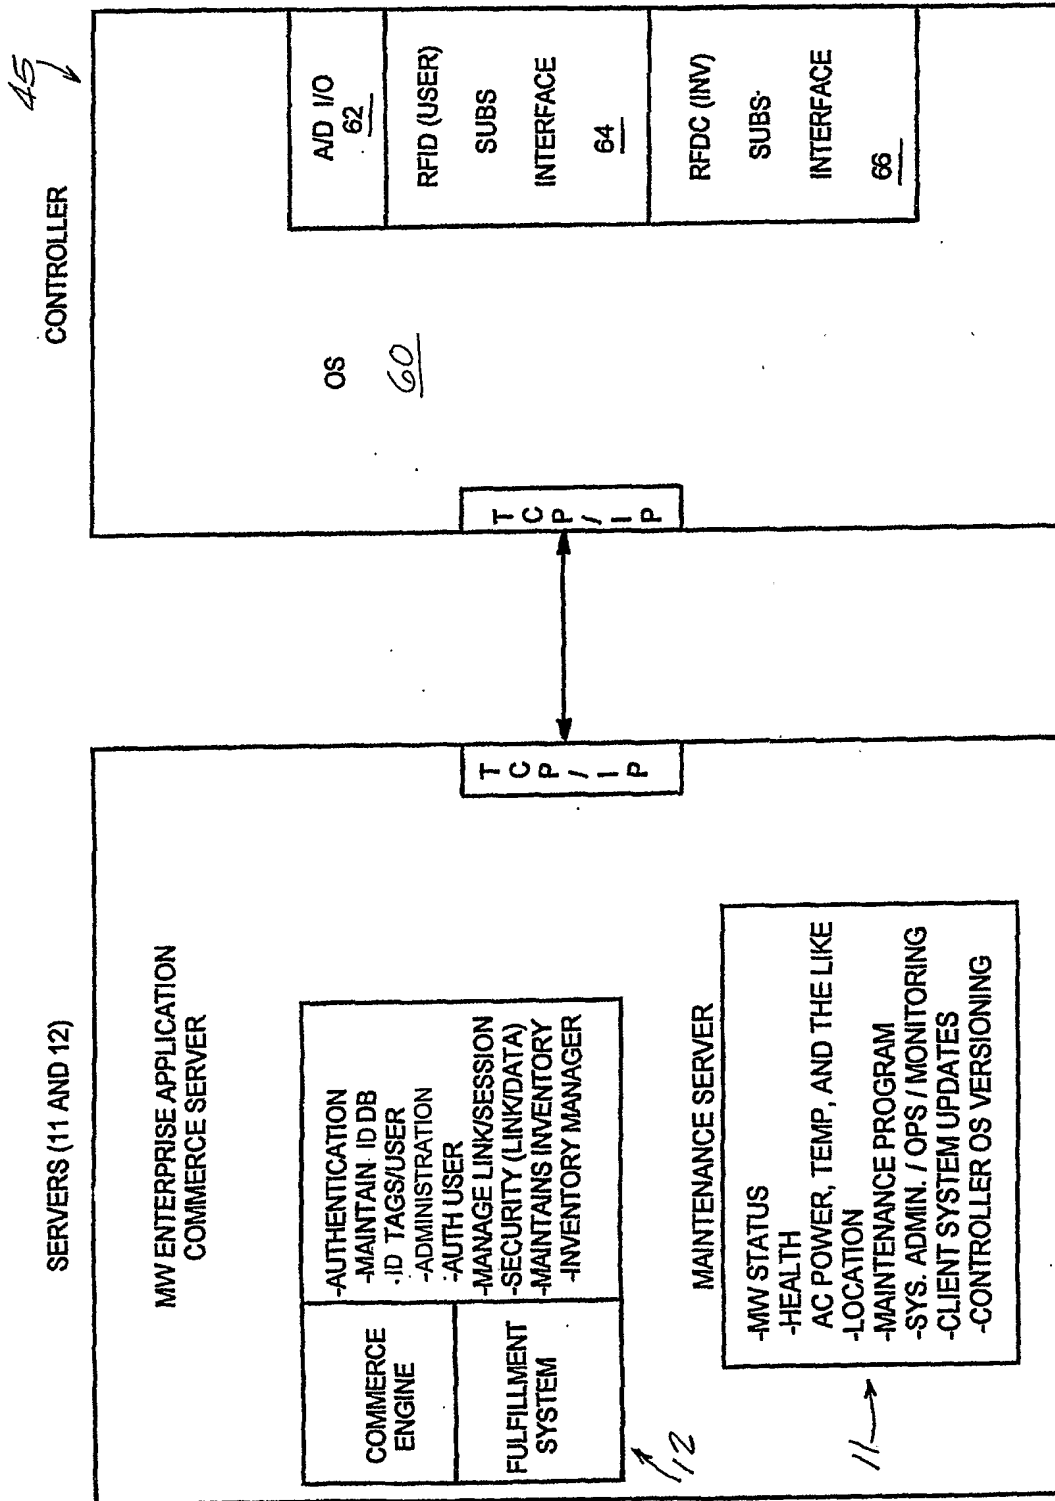 SERVERS (11 AND 12)
MW ENTERPRISE APPLICATION
COMMERCE SERVER
COMMERCE
ENGINE
FULFILLMENT
SYSTEM
-AUTHENTICATION
-MAINTAIN ID DB
-ID TAGS/USER
-ADMINISTRATION
-AUTH USER
-MANAGE LINK/SESSION
-SECURITY (LINK/DATA)
-MAINTAINS INVENTORY
-INVENTORY MANAGER
12
MAINTENANCE SERVER
-MW STATUS
-HEALTH
AC POWER, TEMP, AND THE LIKE
-LOCATION
-MAINTENANCE PROGRAM
-SYS. ADMIN. / OPS / MONITORING
-CLIENT SYSTEM UPDATES
-CONTROLLER OS VERSIONING
11
TCP/IP
TCP/IP
CONTROLLER
45
OS
60
A/D I/O
62
RFID (USER)
SUBS
INTERFACE
64
RFDC (INV)
SUBS-
INTERFACE
66